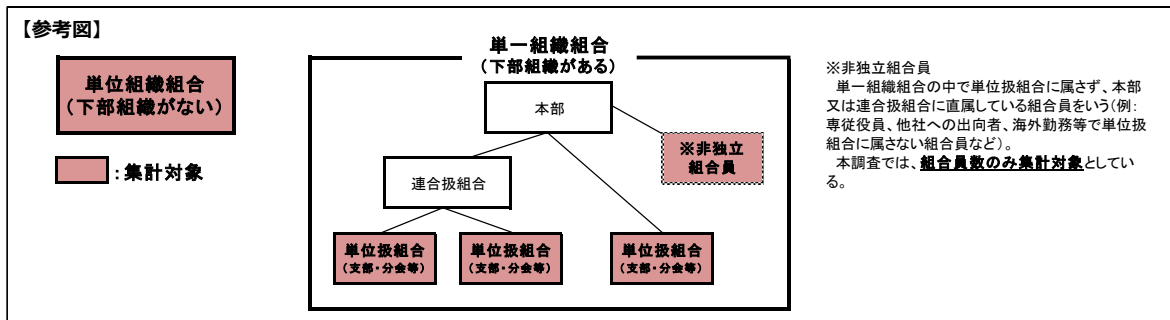 【参考図】
単位組織組合
(下部組織がない)
:集計対象
単一組織組合
(下部組織がある)
本部
※非独立
組合員
連合扱組合
単位扱組合
(支部・分会等)
単位扱組合
(支部・分会等)
単位扱組合
(支部・分会等)
※非独立組合員
単一組織組合の中で単位扱組合に属さず、本部
又は連合扱組合に直属している組合員をいう(例:
専従役員、他社への出向者、海外勤務等で単位扱
組合に属さない組合員など)。
本調査では、組合員数のみ集計対象としてい
る。